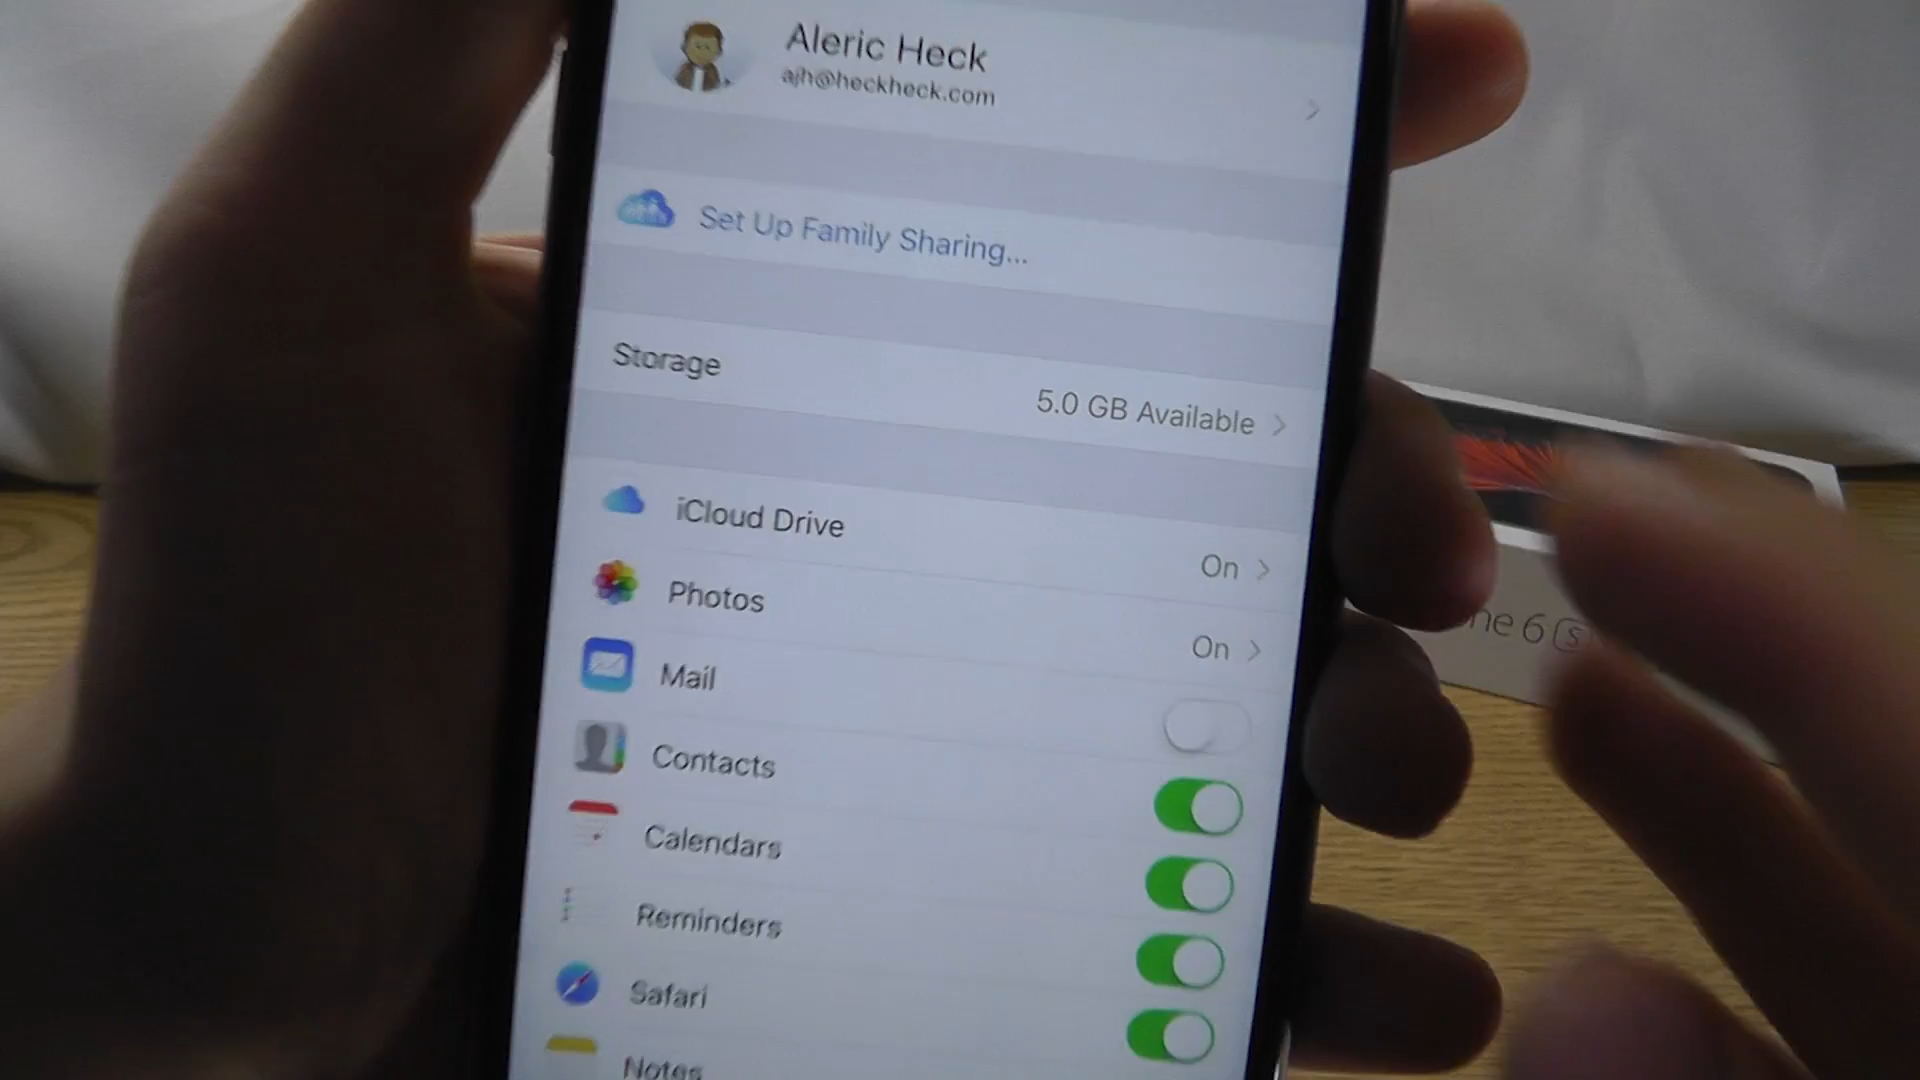 Aleric Heck
ajh@heckheck.com
Set Up Family Sharing...
Storage
5.0 GB Available
iCloud Drive
On
Photos
On
Mail
Contacts
Calendars
Reminders
Safari
Notes
ne 6s